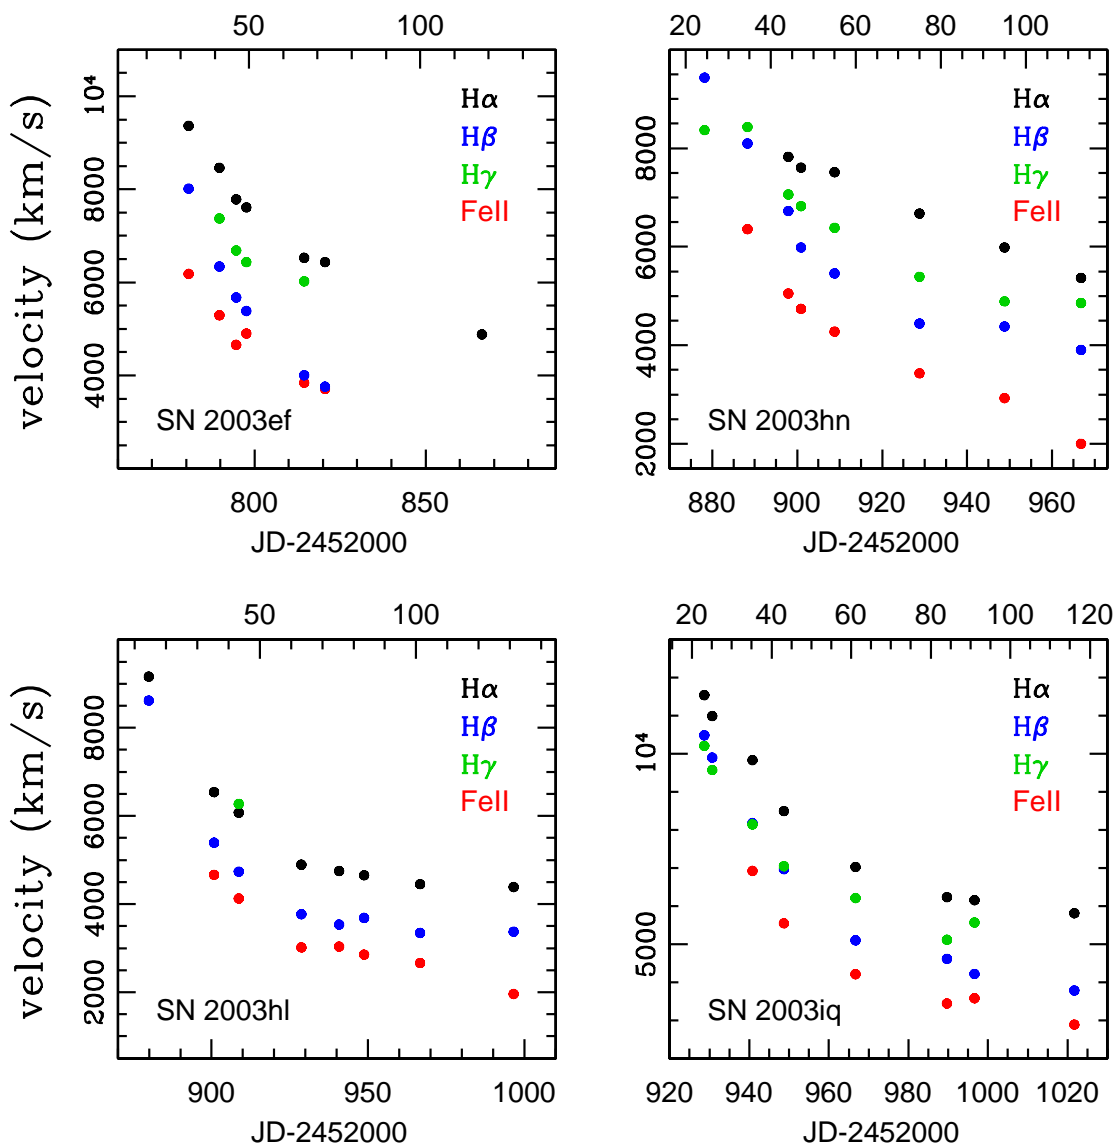 50 100
20 40 60 80 100
velocity (km/s)
10⁴
8000
6000
4000
Hα
Hβ
Hγ
FeII
SN 2003ef
800 850
JD-2452000
8000
6000
4000
2000
Hα
Hβ
Hγ
FeII
SN 2003hn
880 900 920 940 960
JD-2452000
50 100
20 40 60 80 100 120
velocity (km/s)
8000
6000
4000
2000
Hα
Hβ
Hγ
FeII
SN 2003hl
900 950 1000
JD-2452000
10⁴
5000
Hα
Hβ
Hγ
FeII
SN 2003iq
920 940 960 980 1000 1020
JD-2452000